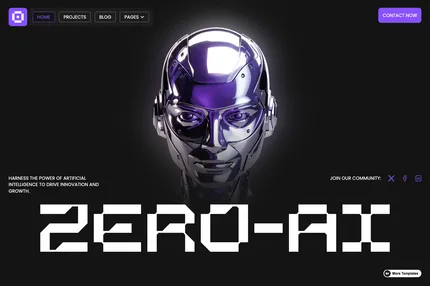 HOME
PROJECTS
BLOG
PAGES
CONTACT NOW
HARNESS THE POWER OF ARTIFICIAL
INTELLIGENCE TO DRIVE INNOVATION AND
GROWTH.
JOIN OUR COMMUNITY:
ZERO-AI
More Templates